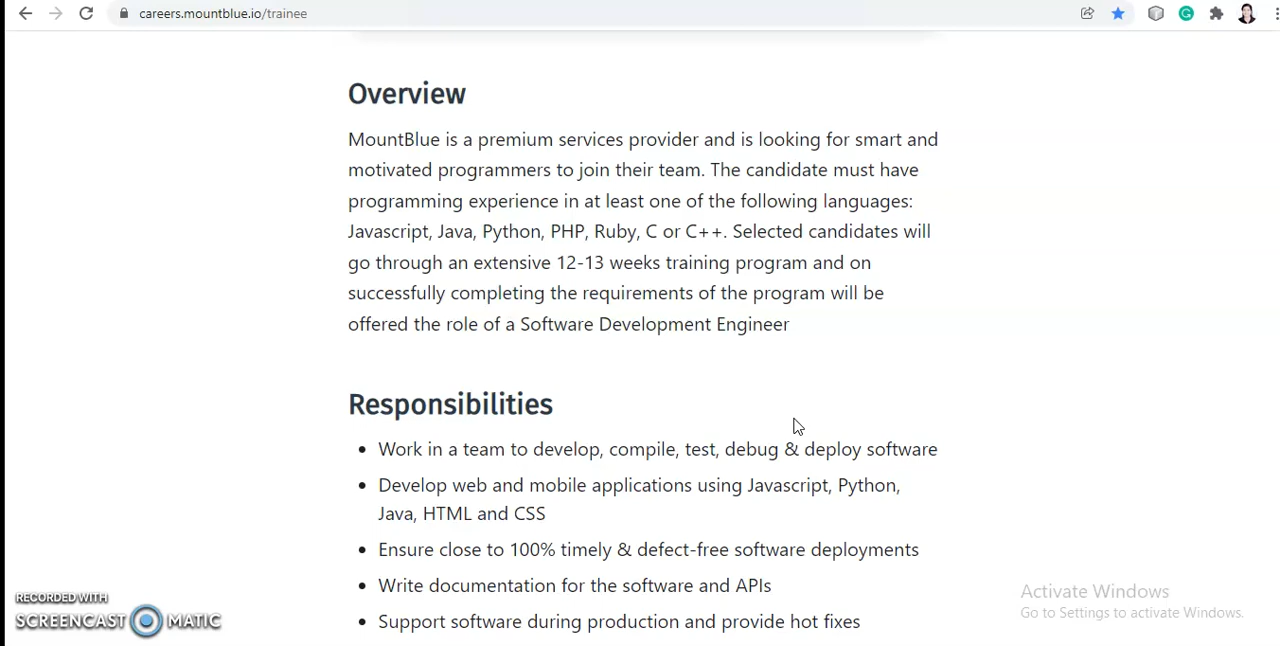 careers.mountblue.io/trainee
Overview
MountBlue is a premium services provider and is looking for smart and
motivated programmers to join their team. The candidate must have
programming experience in at least one of the following languages:
Javascript, Java, Python, PHP, Ruby, C or C++. Selected candidates will
go through an extensive 12-13 weeks training program and on
successfully completing the requirements of the program will be
offered the role of a Software Development Engineer
Responsibilities
• Work in a team to develop, compile, test, debug & deploy software
• Develop web and mobile applications using Javascript, Python,
Java, HTML and CSS
• Ensure close to 100% timely & defect-free software deployments
• Write documentation for the software and APIs
• Support software during production and provide hot fixes
RECORDED WITH
SCREENCAST MATIC
Activate Windows
Go to Settings to activate Windows.